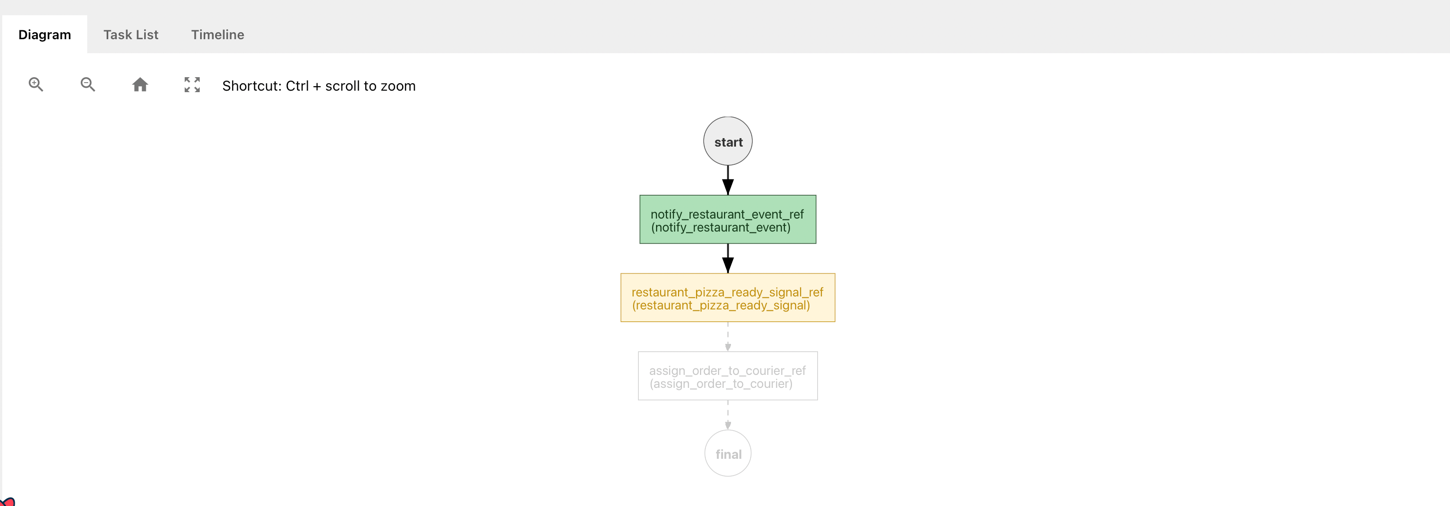 Diagram
Task List
Timeline
Shortcut: Ctrl + scroll to zoom
start
notify_restaurant_event_ref
(notify_restaurant_event)
restaurant_pizza_ready_signal_ref
(restaurant_pizza_ready_signal)
assign_order_to_courier_ref
(assign_order_to_courier)
final